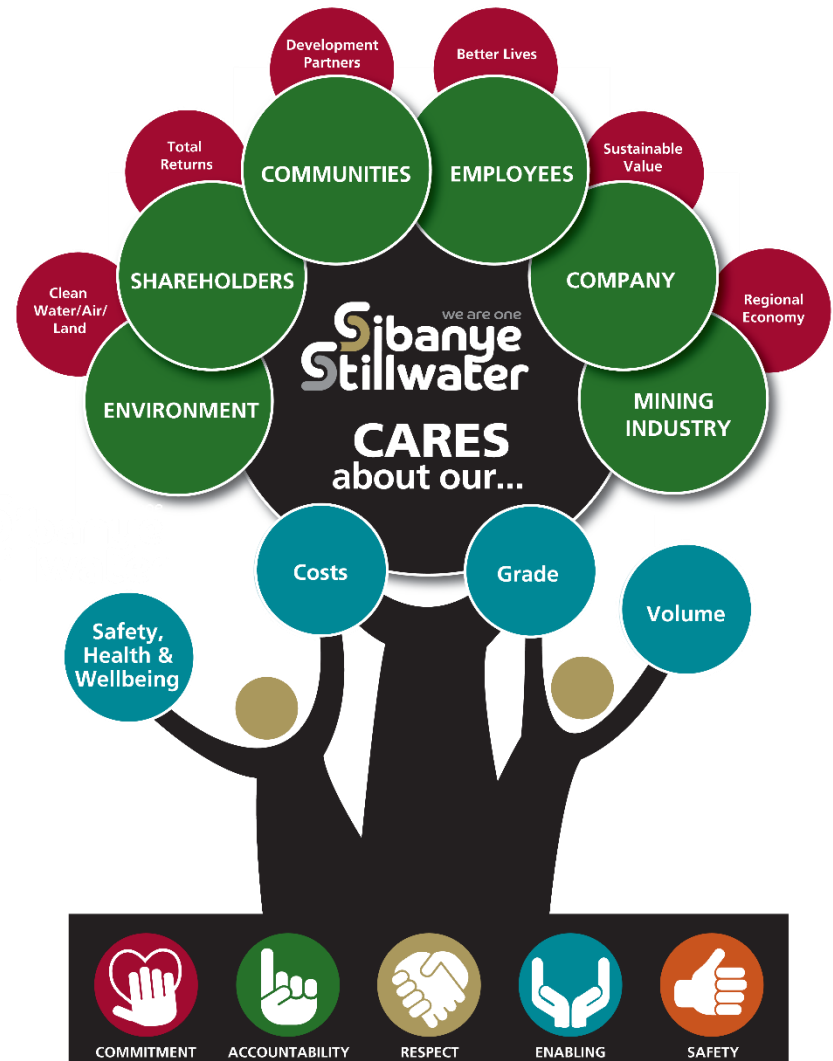 Development
Partners
Better Lives
Total
Returns
COMMUNITIES
EMPLOYEES
Sustainable
Value
Clean
Water/Air/
Land
SHAREHOLDERS
COMPANY
Regional
Economy
we are one
Sibanye
Stillwater
ENVIRONMENT
MINING
INDUSTRY
CARES
about our...
Costs
Grade
Volume
Safety,
Health &
Wellbeing
COMMITMENT
ACCOUNTABILITY
RESPECT
ENABLING
SAFETY